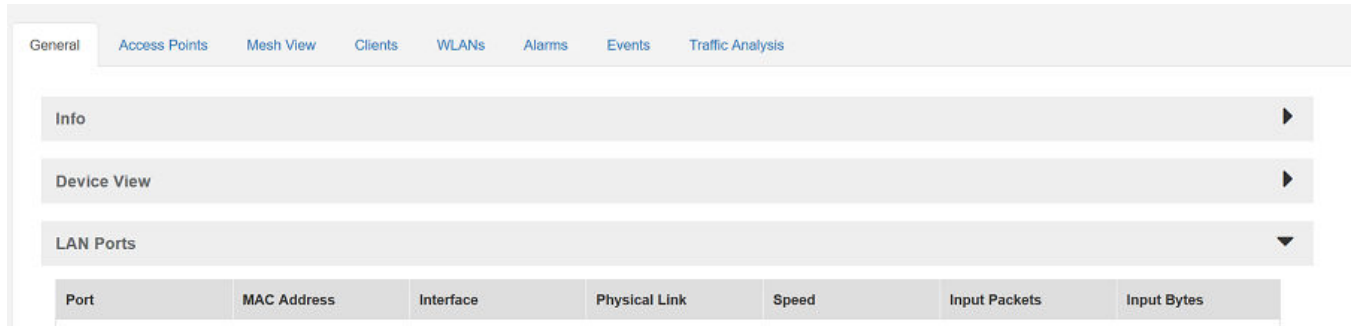 General Access Points Mesh View Clients WLANs Alarms Events Traffic Analysis
Info
Device View
LAN Ports
Port MAC Address Interface Physical Link Speed Input Packets Input Bytes